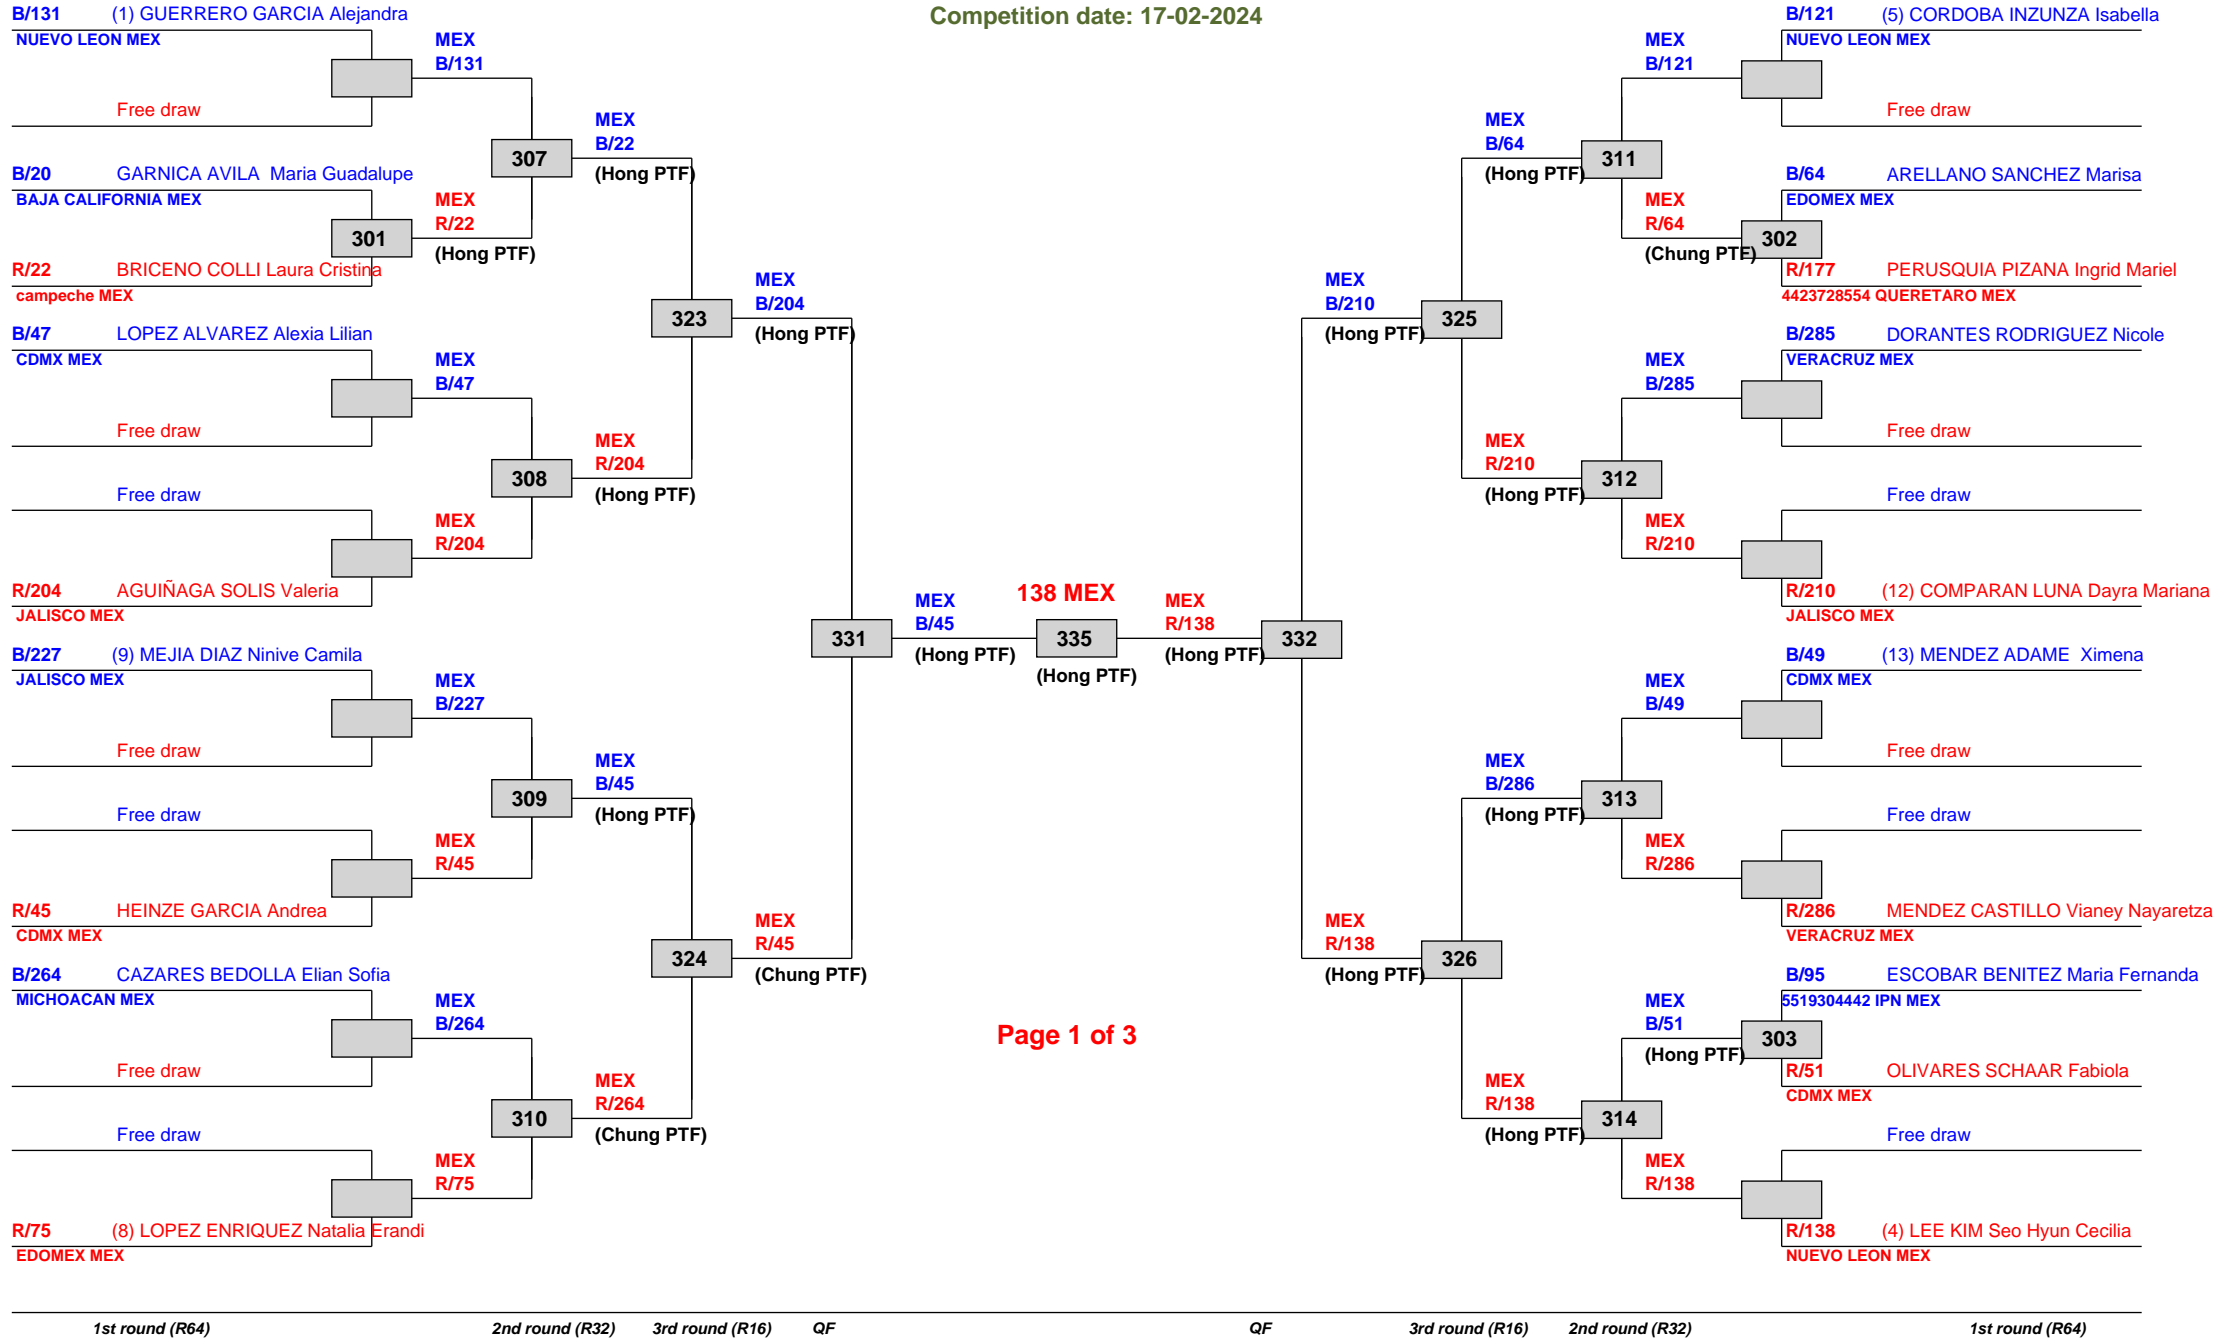 Competition date: 17-02-2024
B/131 (1) GUERRERO GARCIA Alejandra
NUEVO LEON MEX
Free draw
B/20 GARNICA AVILA Maria Guadalupe
BAJA CALIFORNIA MEX
301
R/22 BRICENO COLLI Laura Cristina
campeche MEX
B/47 LOPEZ ALVAREZ Alexia Lilian
CDMX MEX
Free draw
Free draw
R/204 AGUIÑAGA SOLIS Valeria
JALISCO MEX
B/227 (9) MEJIA DIAZ Ninive Camila
JALISCO MEX
Free draw
Free draw
R/45 HEINZE GARCIA Andrea
CDMX MEX
B/264 CAZARES BEDOLLA Elian Sofia
MICHOACAN MEX
Free draw
Free draw
R/75 (8) LOPEZ ENRIQUEZ Natalia Erandi
EDOMEX MEX
MEX
B/131
307
MEX
R/22
(Hong PTF)
MEX
B/47
308
MEX
R/204
MEX
B/227
309
MEX
R/45
MEX
B/264
310
MEX
R/75
MEX
B/22
(Hong PTF)
323
MEX
R/204
(Hong PTF)
MEX
B/45
(Hong PTF)
324
MEX
R/264
(Chung PTF)
MEX
B/204
(Hong PTF)
331
MEX
R/45
(Chung PTF)
MEX
B/45
(Hong PTF)
138 MEX
335
(Hong PTF)
Page 1 of 3
MEX
R/138
(Hong PTF)
332
MEX
B/210
(Hong PTF)
MEX
R/138
(Hong PTF)
325
326
MEX
B/64
(Hong PTF)
MEX
R/210
(Hong PTF)
MEX
B/286
(Hong PTF)
MEX
R/138
(Hong PTF)
311
312
313
314
MEX
B/121
MEX
R/64
(Chung PTF)
MEX
B/285
MEX
R/210
MEX
B/49
MEX
R/286
MEX
B/51
(Hong PTF)
MEX
R/138
B/121 (5) CORDOBA INZUNZA Isabella
NUEVO LEON MEX
Free draw
B/64 ARELLANO SANCHEZ Marisa
EDOMEX MEX
302
R/177 PERUSQUIA PIZANA Ingrid Mariel
4423728554 QUERETARO MEX
B/285 DORANTES RODRIGUEZ Nicole
VERACRUZ MEX
Free draw
Free draw
R/210 (12) COMPARAN LUNA Dayra Mariana
JALISCO MEX
B/49 (13) MENDEZ ADAME Ximena
CDMX MEX
Free draw
Free draw
R/286 MENDEZ CASTILLO Vianey Nayaretza
VERACRUZ MEX
B/95 ESCOBAR BENITEZ Maria Fernanda
5519304442 IPN MEX
303
R/51 OLIVARES SCHAAR Fabiola
CDMX MEX
Free draw
R/138 (4) LEE KIM Seo Hyun Cecilia
NUEVO LEON MEX
1st round (R64) 2nd round (R32) 3rd round (R16) QF QF 3rd round (R16) 2nd round (R32) 1st round (R64)